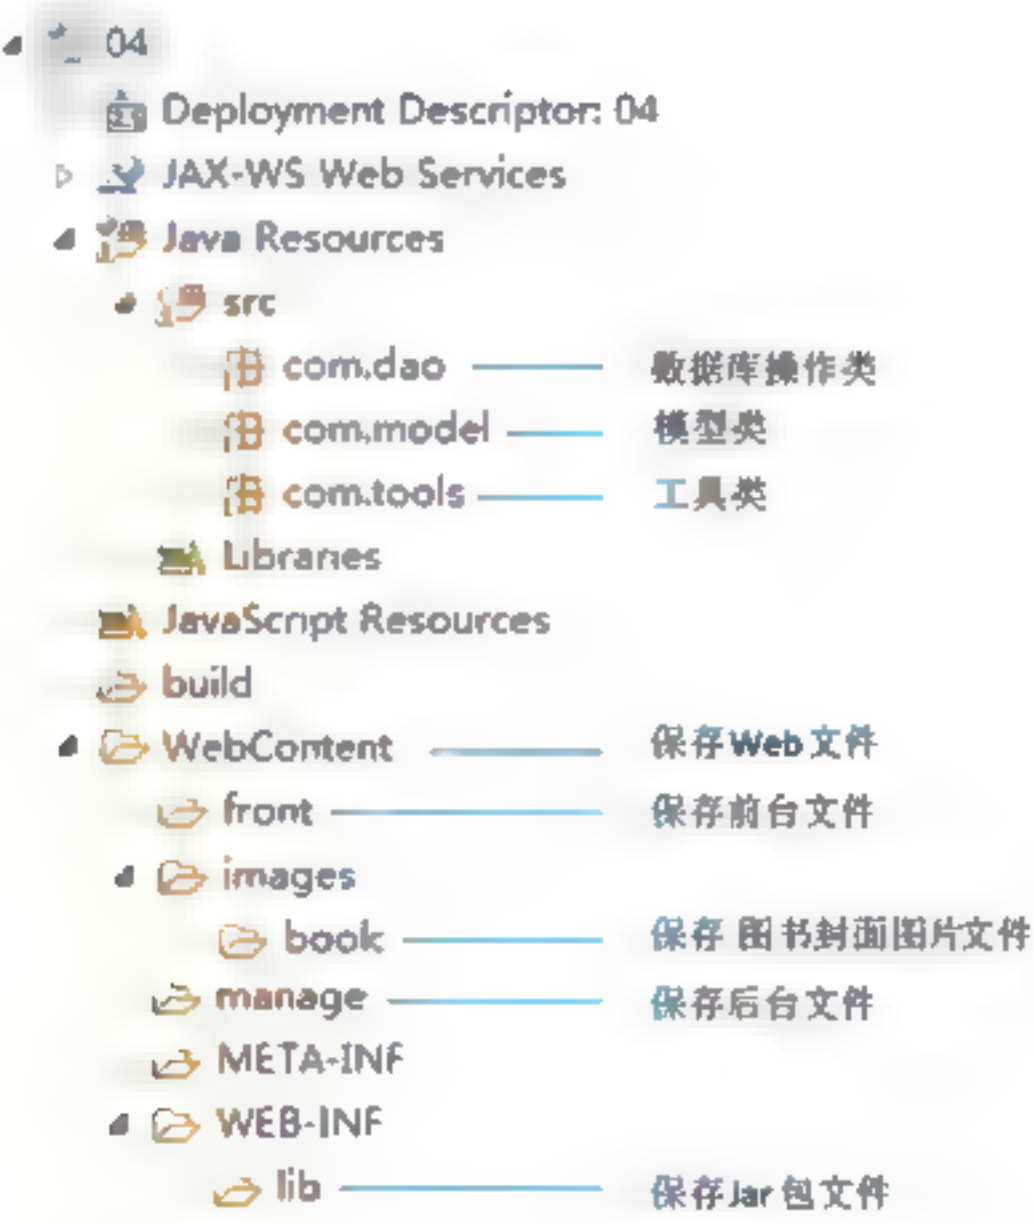 04
Deployment Descriptor: 04
JAX-WS Web Services
Java Resources
src
com.dao 数据库操作类
com.model 模型类
com.tools 工具类
Libraries
JavaScript Resources
build
WebContent 保存Web文件
front 保存前台文件
images
book 保存图书封面图片文件
manage 保存后台文件
META-INF
WEB-INF
lib 保存Jar包文件